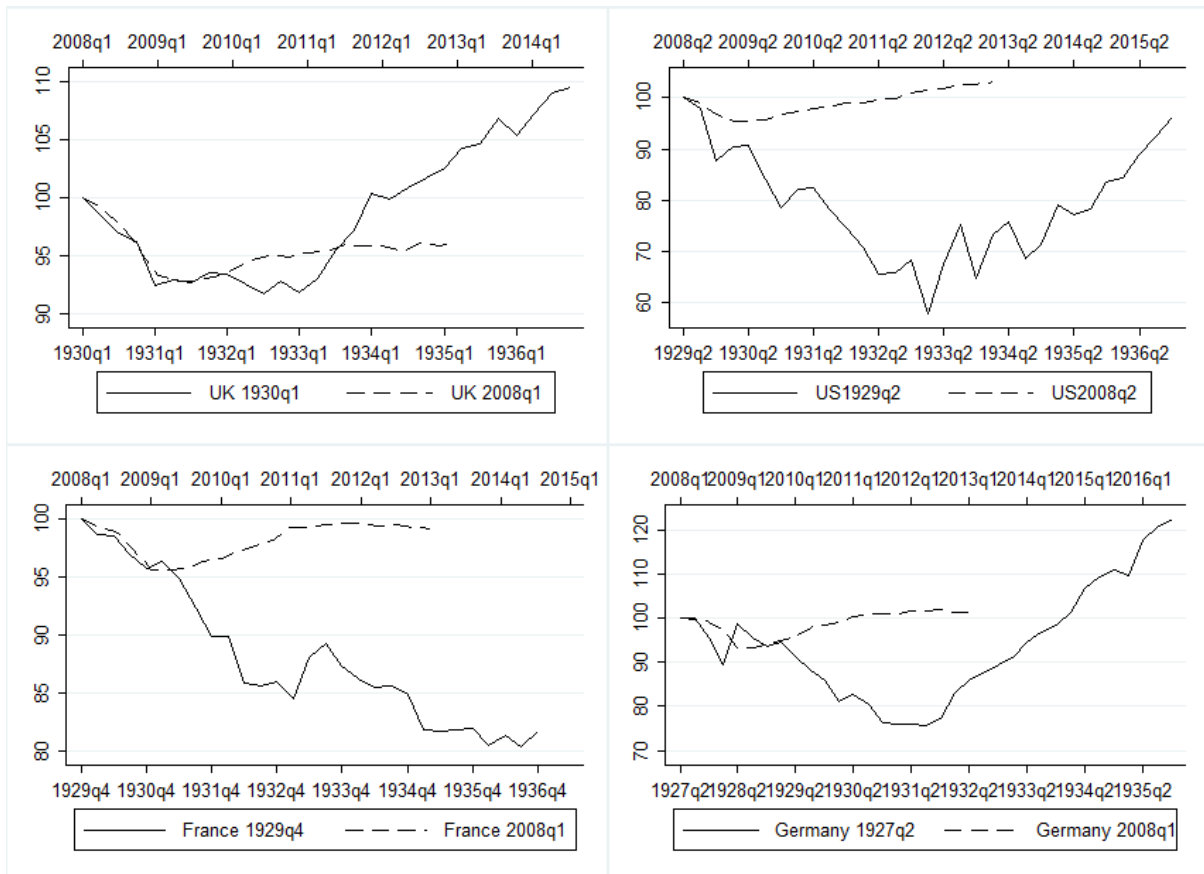 2008q1 2009q1 2010q1 2011q1 2012q1 2013q1 2014q1
110
105
100
95
90
1930q1 1931q1 1932q1 1933q1 1934q1 1935q1 1936q1
UK 1930q1 UK 2008q1
2008q2 2009q2 2010q2 2011q2 2012q2 2013q2 2014q2 2015q2
100
90
80
70
60
1929q2 1930q2 1931q2 1932q2 1933q2 1934q2 1935q2 1936q2
US1929q2 US2008q2
2008q1 2009q1 2010q1 2011q1 2012q1 2013q1 2014q1 2015q1
100
95
90
85
80
1929q4 1930q4 1931q4 1932q4 1933q4 1934q4 1935q4 1936q4
France 1929q4 France 2008q1
2008q1 2009q1 2010q1 2011q1 2012q1 2013q1 2014q1 2015q1 2016q1
120
110
100
90
80
70
1927q2 1928q2 1929q2 1930q2 1931q2 1932q2 1933q2 1934q2 1935q2
Germany 1927q2 Germany 2008q1